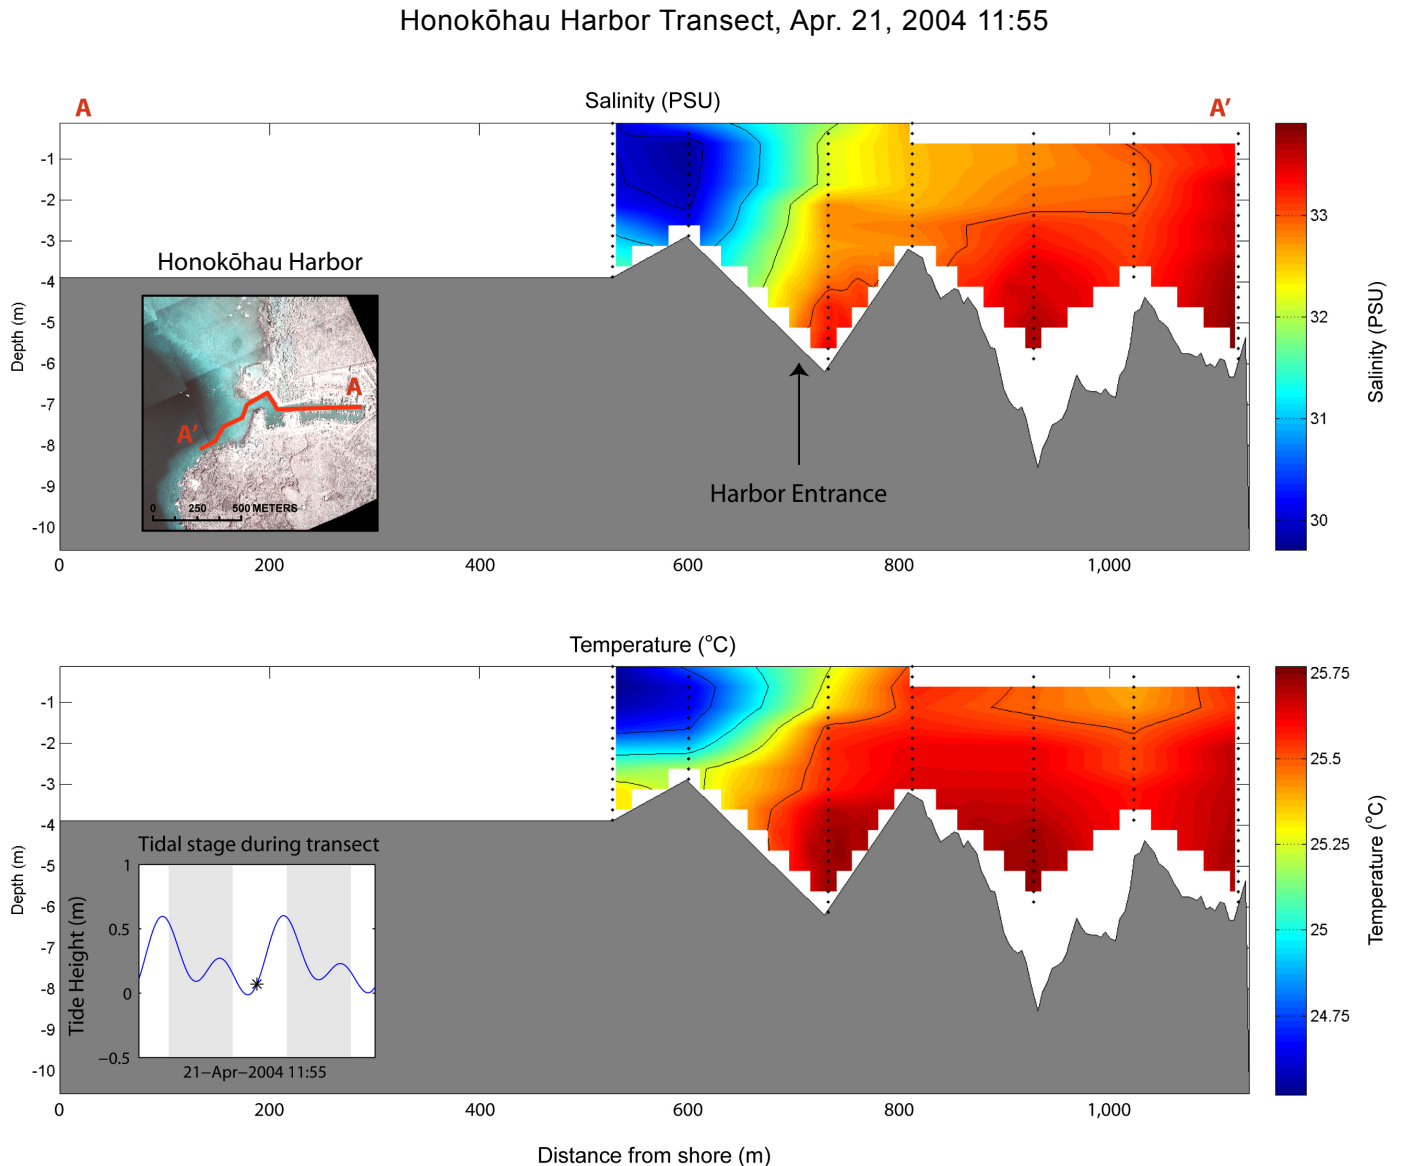 Honokōhau Harbor Transect, Apr. 21, 2004 11:55
Salinity (PSU)
A
A’
-1
-2
-3
-4
-5
-6
-7
-8
-9
-10
Depth (m)
Honokōhau Harbor
A
A’
0 250 500 METERS
Harbor Entrance
0 200 400 600 800 1,000
33
32
31
30
Salinity (PSU)
Temperature (°C)
-1
-2
-3
-4
-5
-6
-7
-8
-9
-10
Depth (m)
Tidal stage during transect
1
0.5
0
−0.5
Tide Height (m)
21−Apr−2004 11:55
0 200 400 600 800 1,000
Distance from shore (m)
25.75
25.5
25.25
25
24.75
Temperature (°C)